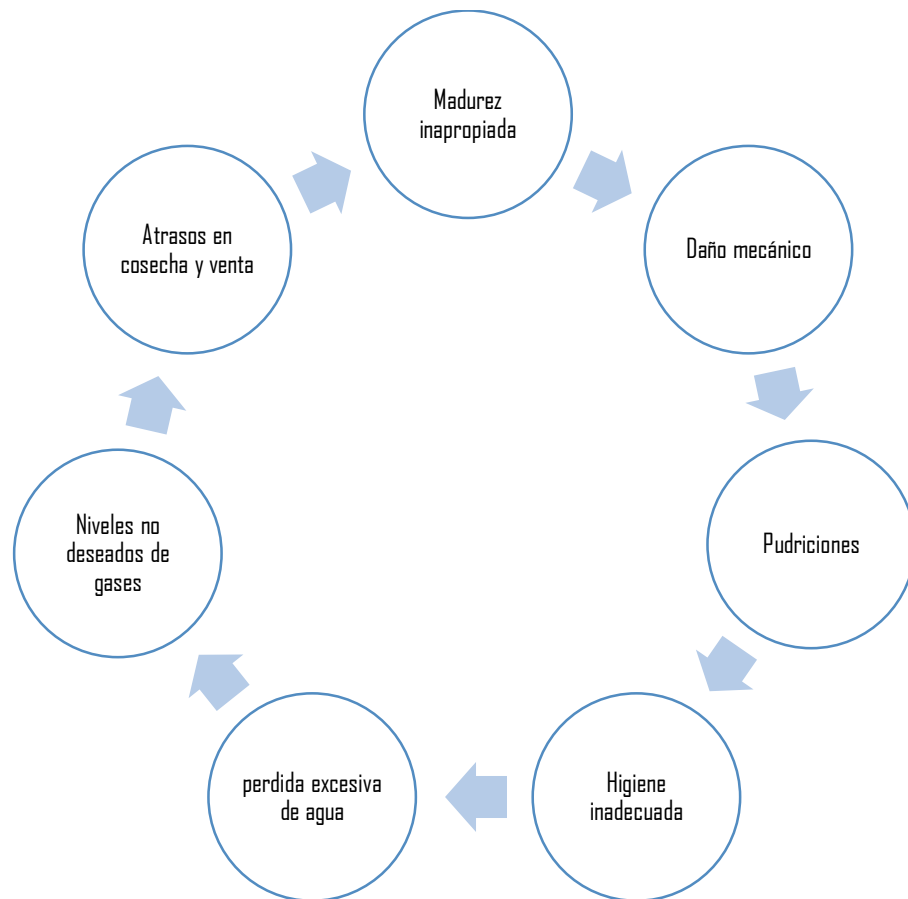 Madurez
inapropiada
Daño mecánico
Pudriciones
Higiene
inadecuada
perdida excesiva
de agua
Niveles no
deseados de
gases
Atrasos en
cosecha y venta